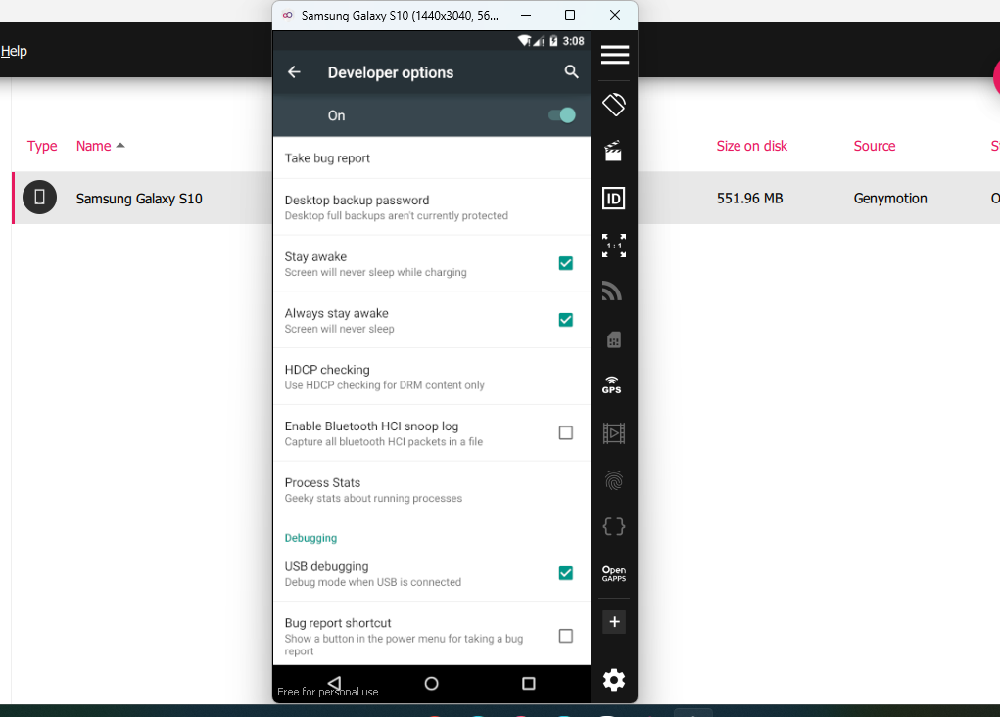 Samsung Galaxy S10 (1440x3040, 56...
Help
3:08
Developer options
On
Type
Name
Size on disk
Source
Samsung Galaxy S10
551.96 MB
Genymotion
Take bug report
Desktop backup password
Desktop full backups aren't currently protected
Stay awake
Screen will never sleep while charging
Always stay awake
Screen will never sleep
HDCP checking
Use HDCP checking for DRM content only
Enable Bluetooth HCI snoop log
Capture all bluetooth HCI packets in a file
Process Stats
Geeky stats about running processes
Debugging
USB debugging
Debug mode when USB is connected
Bug report shortcut
Show a button in the power menu for taking a bug
report
Free for personal use
ID
1 : 1
GPS
Open
GAPPS